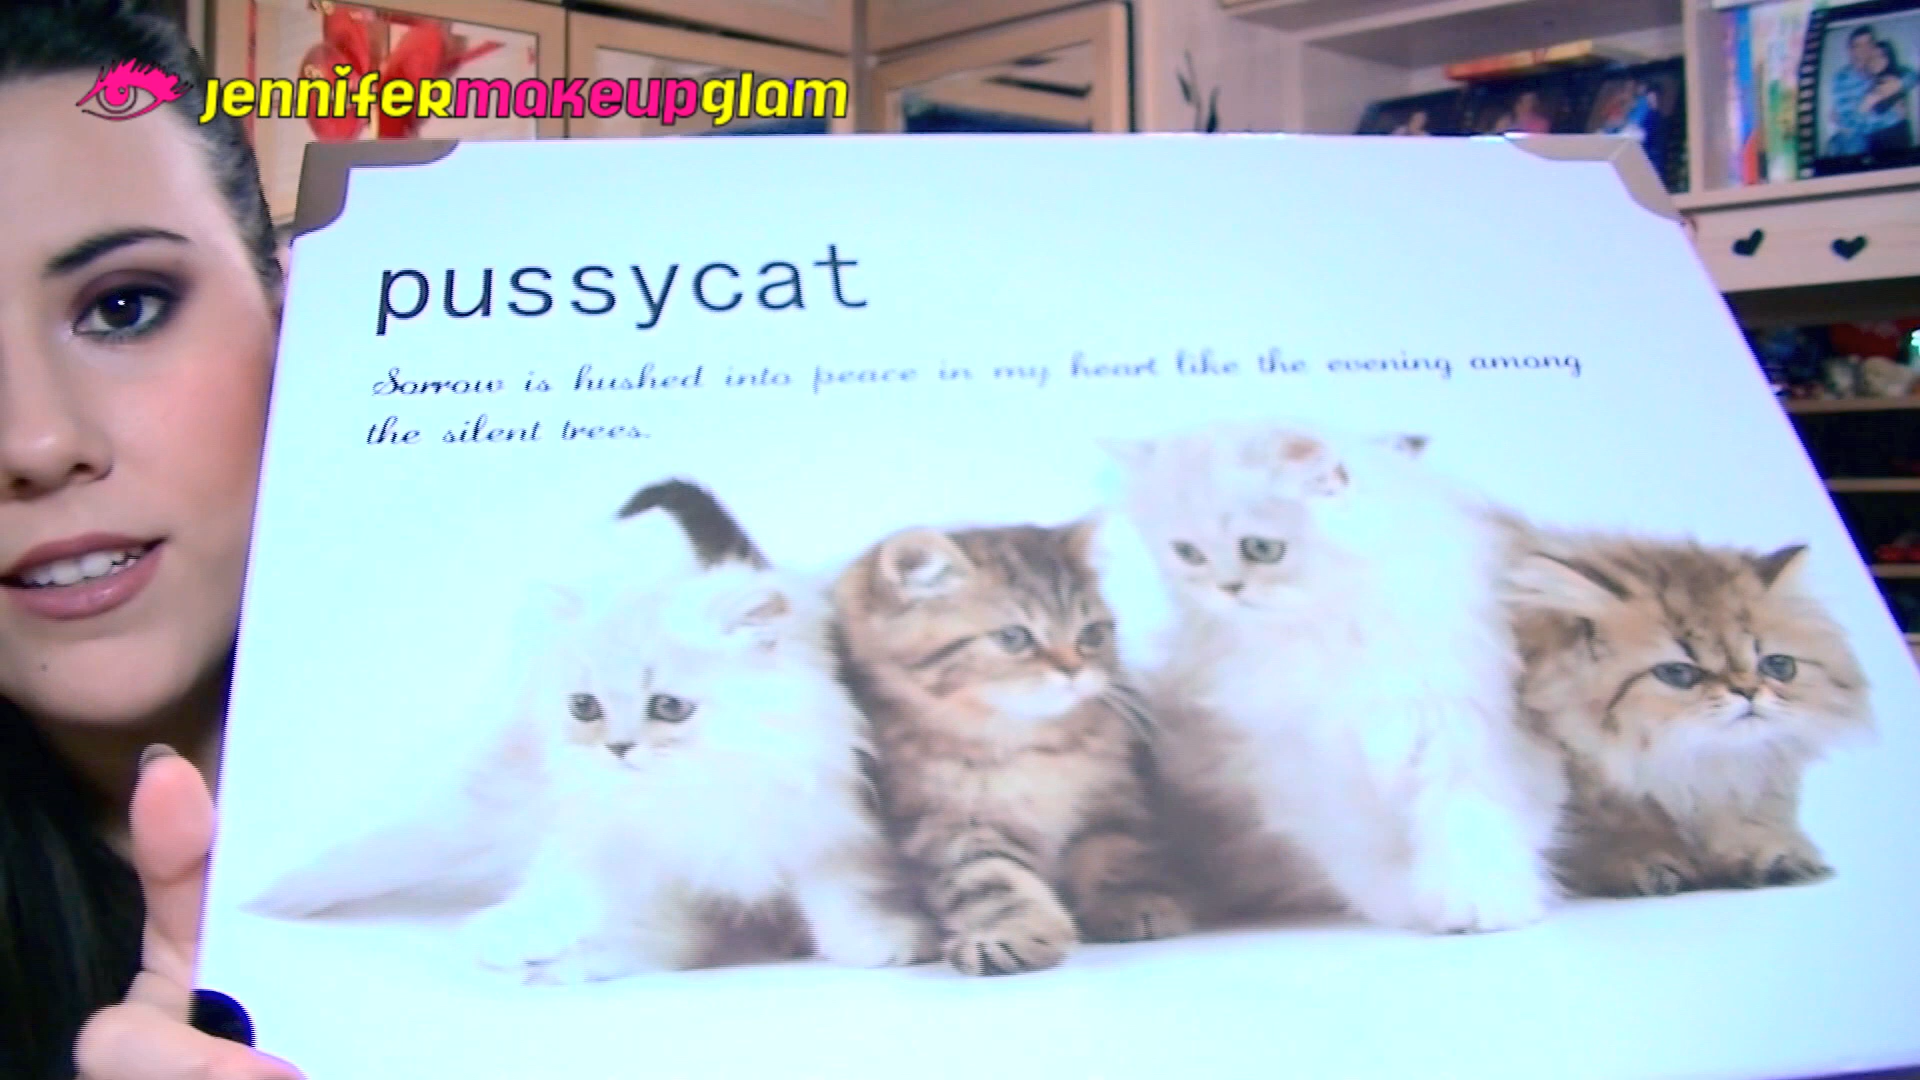 jennifermakeupglam
pussycat
Sorrow is hushed into peace in my heart like the evening among
the silent trees.